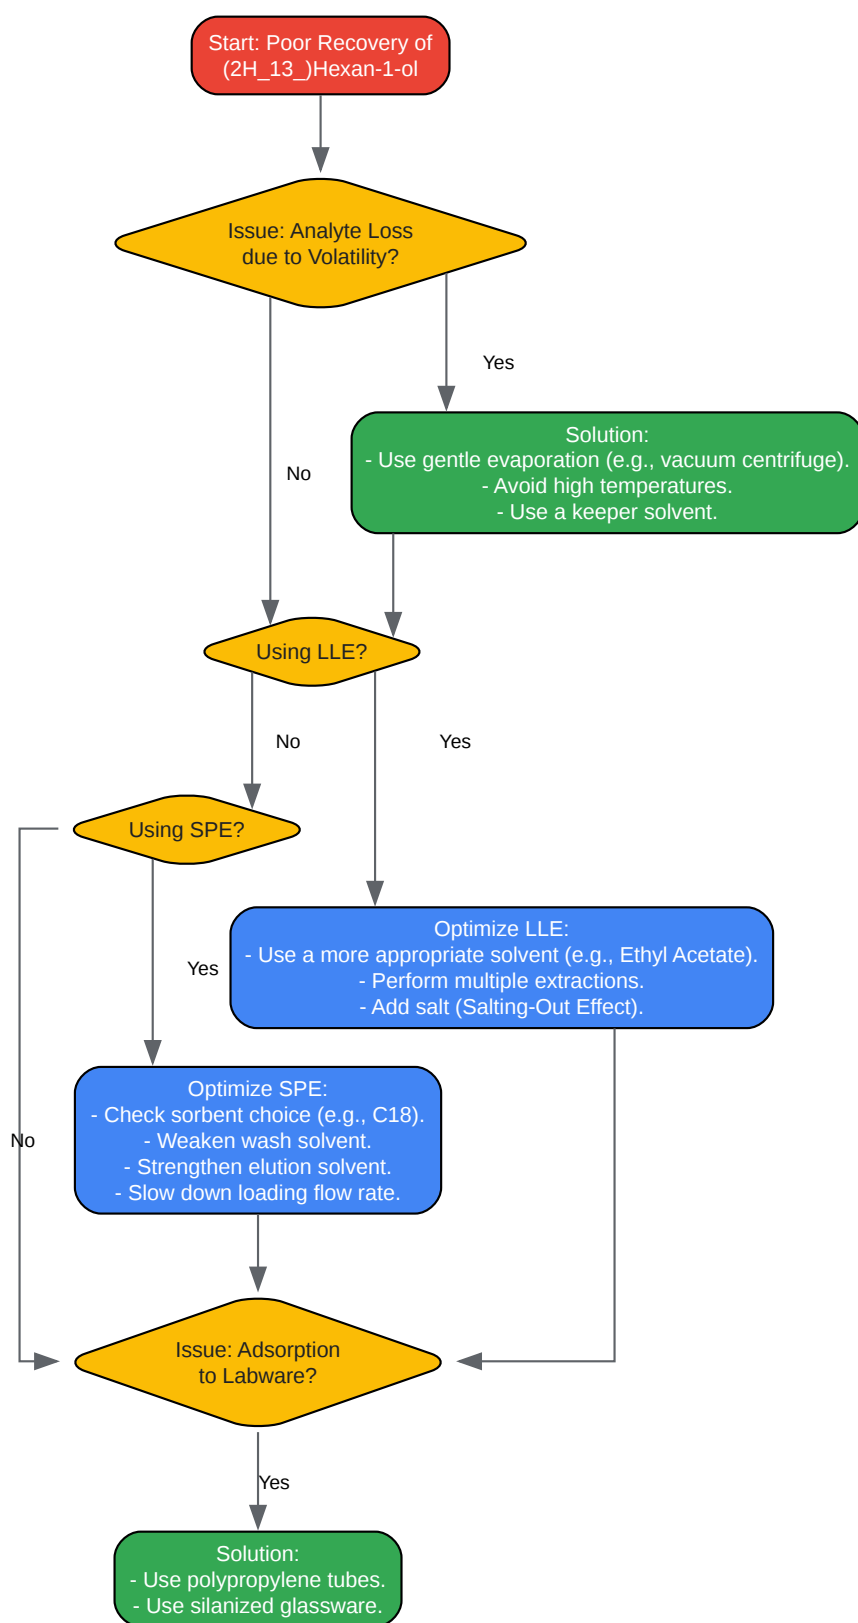 Start: Poor Recovery of
(2H_13_)Hexan-1-ol
Issue: Analyte Loss
due to Volatility?
Yes
Solution:
- Use gentle evaporation (e.g., vacuum centrifuge).
- Avoid high temperatures.
- Use a keeper solvent.
No
Using LLE?
No
Yes
Using SPE?
Optimize LLE:
- Use a more appropriate solvent (e.g., Ethyl Acetate).
- Perform multiple extractions.
- Add salt (Salting-Out Effect).
Yes
Optimize SPE:
- Check sorbent choice (e.g., C18).
- Weaken wash solvent.
- Strengthen elution solvent.
- Slow down loading flow rate.
No
Issue: Adsorption
to Labware?
Yes
Solution:
- Use polypropylene tubes.
- Use silanized glassware.